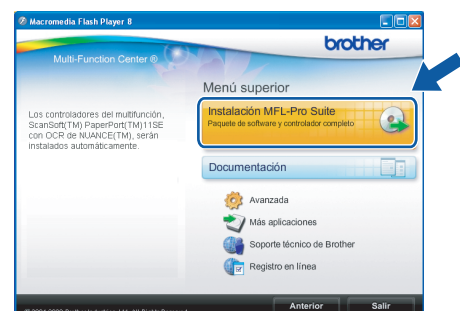 Macromedia Flash Player 8
brother
Multi-Function Center ®
Menú superior
Los controladores del multifunción,
ScanSoft(TM) PaperPort(TM)11SE
con OCR de NUANCE(TM), serán
instalados automáticamente.
Instalación MFL-Pro Suite
Paquete de software y controlador completo
Documentación
Avanzada
Más aplicaciones
Soporte técnico de Brother
Registro en línea
Anterior
Salir